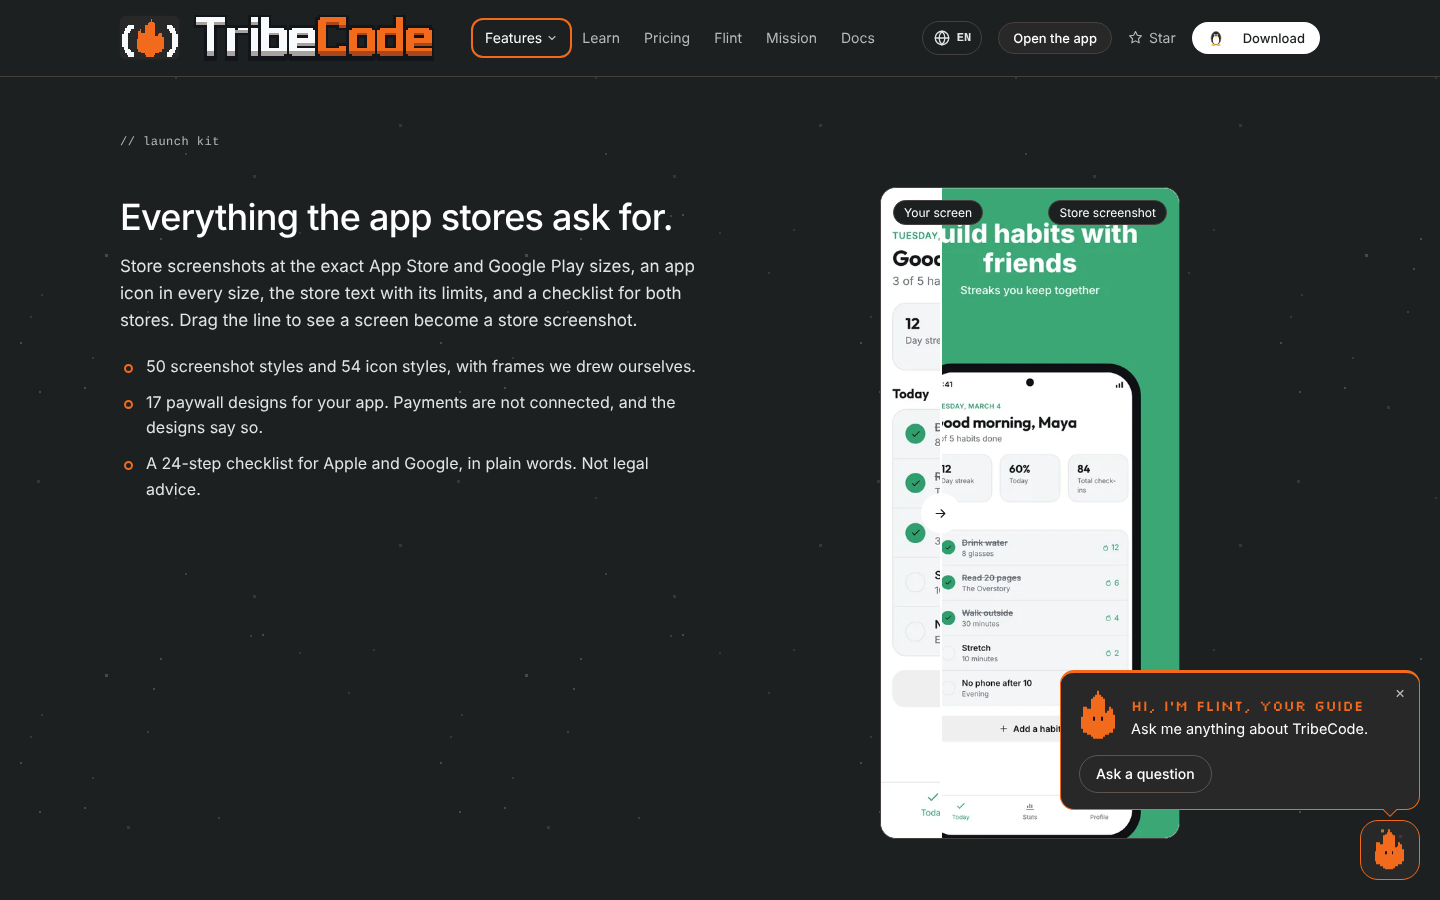 TribeCode
Features
Learn
Pricing
Flint
Mission
Docs
EN
Open the app
Star
Download
// launch kit
Everything the app stores ask for.
Store screenshots at the exact App Store and Google Play sizes, an app
icon in every size, the store text with its limits, and a checklist for both
stores. Drag the line to see a screen become a store screenshot.
50 screenshot styles and 54 icon styles, with frames we drew ourselves.
17 paywall designs for your app. Payments are not connected, and the
designs say so.
A 24-step checklist for Apple and Google, in plain words. Not legal
advice.
Your screen
Store screenshot
TUESDAY,
3 of 5
12
Day
Today
with
habits
friends
Streaks you keep together
MARCH 4
morning, Maya
5 habits done
12
Day streak
60%
Today
84
Total check-
ins
Drink water
8 glasses
12
Read 20 pages
The Overstory
6
Walk outside
30 minutes
4
Stretch
10 minutes
2
No phone after 10
Evening
Add a habit
Today
Stats
Profile
HI, I'M FLINT, YOUR GUIDE
Ask me anything about TribeCode.
Ask a question